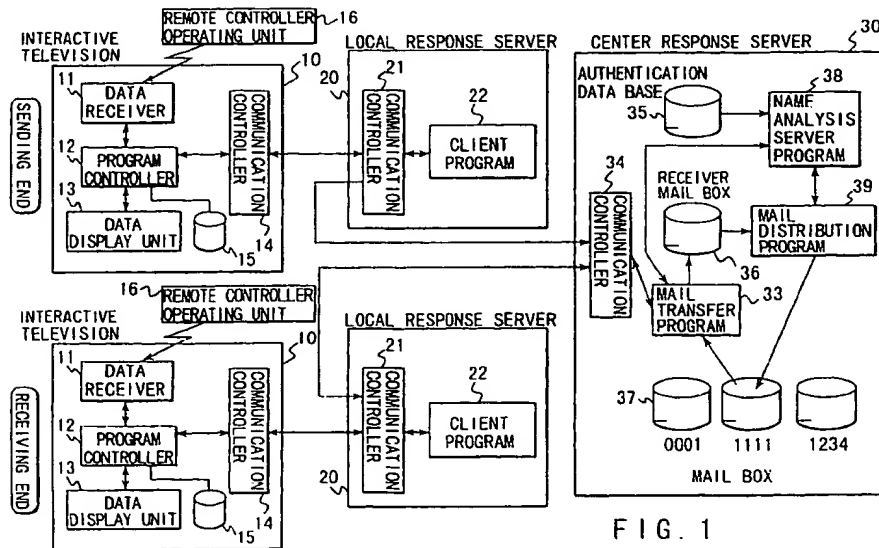 REMOTE CONTROLLER
OPERATING UNIT
16
INTERACTIVE
TELEVISION
10
11
DATA
RECEIVER
12
PROGRAM
CONTROLLER
13
DATA
DISPLAY UNIT
15
COMMUNICATION
CONTROLLER
14
SENDING END
LOCAL RESPONSE SERVER
20
21
COMMUNICATION
CONTROLLER
22
CLIENT
PROGRAM
CENTER RESPONSE SERVER
30
AUTHENTICATION
DATA BASE
35
38
NAME
ANALYSIS
SERVER
PROGRAM
34
COMMUNICATION
CONTROLLER
RECEIVER
MAIL BOX
36
39
MAIL
DISTRIBUTION
PROGRAM
33
MAIL
TRANSFER
PROGRAM
37
0001
1111
1234
MAIL BOX
16
REMOTE CONTROLLER
OPERATING UNIT
INTERACTIVE
TELEVISION
10
11
DATA
RECEIVER
12
PROGRAM
CONTROLLER
13
DATA
DISPLAY UNIT
15
COMMUNICATION
CONTROLLER
14
RECEIVING END
LOCAL RESPONSE SERVER
21
COMMUNICATION
CONTROLLER
22
CLIENT
PROGRAM
20
FIG. 1